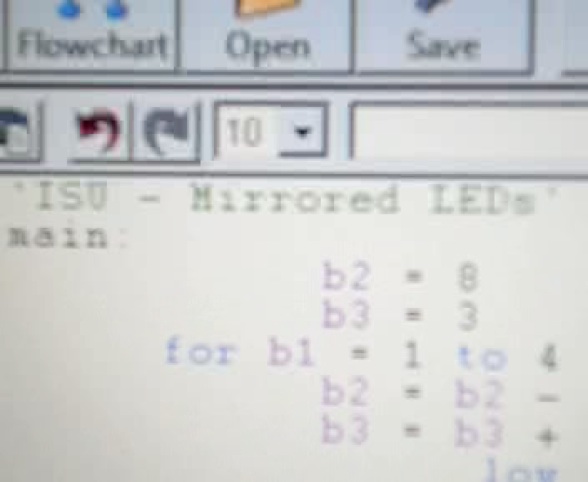 Flowchart Open Save
10
'ISU - Mirrored LEDs'
main:
b2 = 8
b3 = 3
for b1 = 1 to 4
b2 = b2 -
b3 = b3 +
low